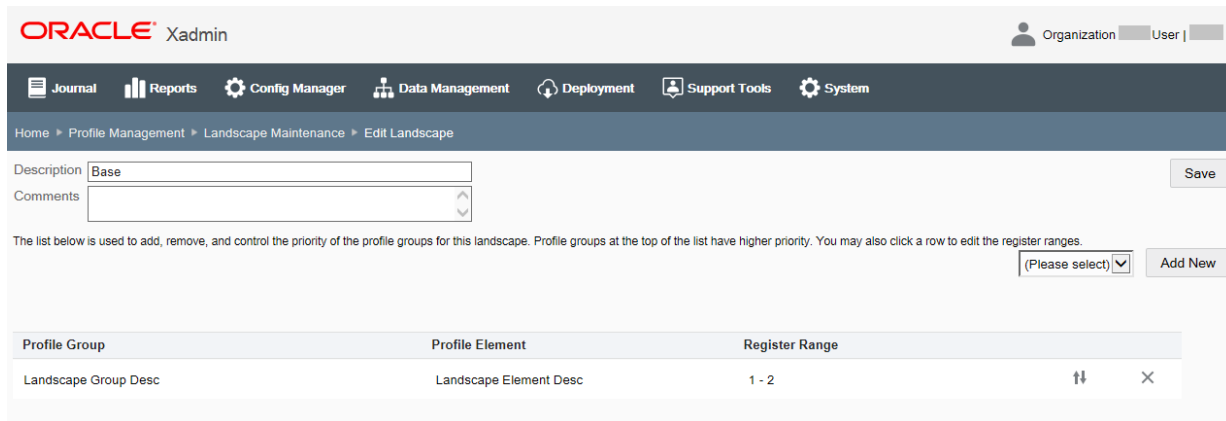 ORACLE Xadmin
Organization User |
Journal Reports Config Manager Data Management Deployment Support Tools System
Home ▸ Profile Management ▸ Landscape Maintenance ▸ Edit Landscape
Description Base
Save
Comments
The list below is used to add, remove, and control the priority of the profile groups for this landscape. Profile groups at the top of the list have higher priority. You may also click a row to edit the register ranges.
(Please select) Add New
Profile Group Profile Element Register Range
Landscape Group Desc Landscape Element Desc 1 - 2